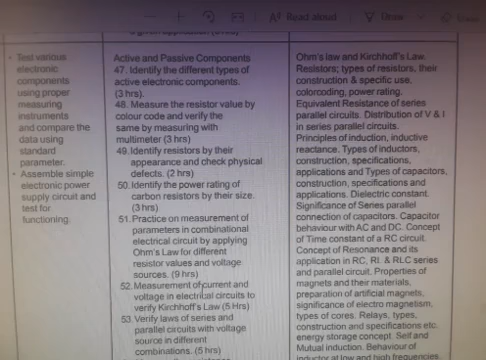 Read aloud
Draw
• Test various
electronic
components
using proper
measuring
instruments
and compare the
data using
standard
parameter.
• Assemble simple
electronic power
supply circuit and
test for
functioning.
Active and Passive Components
47. Identify the different types of
active electronic components.
(3 hrs).
48. Measure the resistor value by
colour code and verify the
same by measuring with
multimeter (3 hrs)
49. Identify resistors by their
appearance and check physical
defects. (2 hrs)
50. Identify the power rating of
carbon resistors by their size.
(3 hrs)
51. Practice on measurement of
parameters in combinational
electrical circuit by applying
Ohm's Law for different
resistor values and voltage
sources. (9 hrs)
52. Measurement of current and
voltage in electrical circuits to
verify Kirchhoff's Law (5 Hrs)
53. Verify laws of series and
parallel circuits with voltage
source in different
combinations. (5 hrs)
Ohm's law and Kirchhoff's Law.
Resistors; types of resistors, their
construction & specific use,
colorcoding, power rating.
Equivalent Resistance of series
parallel circuits. Distribution of V & I
in series parallel circuits.
Principles of induction, inductive
reactance. Types of inductors,
construction, specifications,
applications and Types of capacitors,
construction, specifications and
applications. Dielectric constant.
Significance of Series parallel
connection of capacitors. Capacitor
behaviour with AC and DC. Concept
of Time constant of a RC circuit.
Concept of Resonance and its
application in RC, RL & RLC series
and parallel circuit. Properties of
magnets and their materials,
preparation of artificial magnets,
significance of electro magnetism,
types of cores. Relays, types,
construction and specifications etc.
energy storage concept. Self and
Mutual induction. Behaviour of
inductor at low and high frequencies.